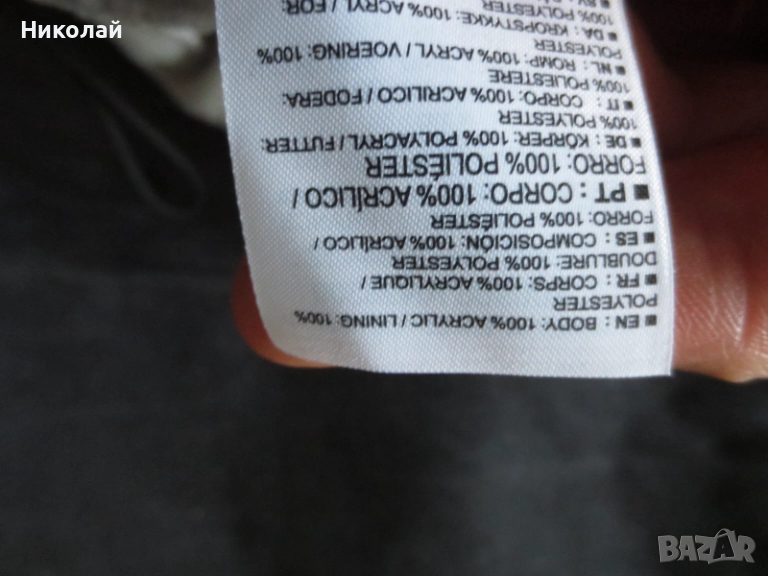 Николай
■ EN : BODY: 100% ACRYLIC / LINING: 100%
POLYESTER
■ FR : CORPS: 100% ACRYLIQUE /
DOUBLURE: 100% POLYESTER
■ ES : COMPOSICIÓN: 100% ACRÍLICO /
FORRO: 100% POLIÉSTER
■ PT : CORPO: 100% ACRÍLICO /
FORRO: 100% POLIÉSTER
■ DE : KÖRPER: 100% POLYACRYL / FUTTER:
100% POLYESTER
■ IT : CORPO: 100% ACRILICO / FODERA:
100% POLIESTERE
■ NL : ROMP: 100% ACRYL / VOERING: 100%
POLYESTER
■ DA : KROPSTYKKE: 100% ACRYL / FOR:
100% POLYESTER
BAZAR